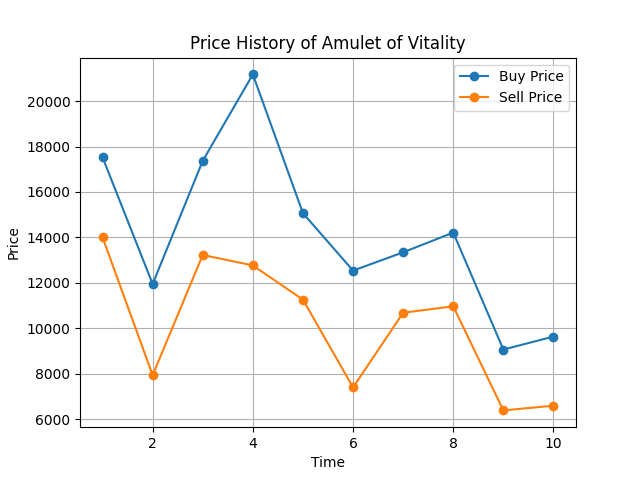 Price History of Amulet of Vitality
Buy Price
Sell Price
20000
18000
16000
14000
12000
10000
8000
6000
Price
2 4 6 8 10
Time